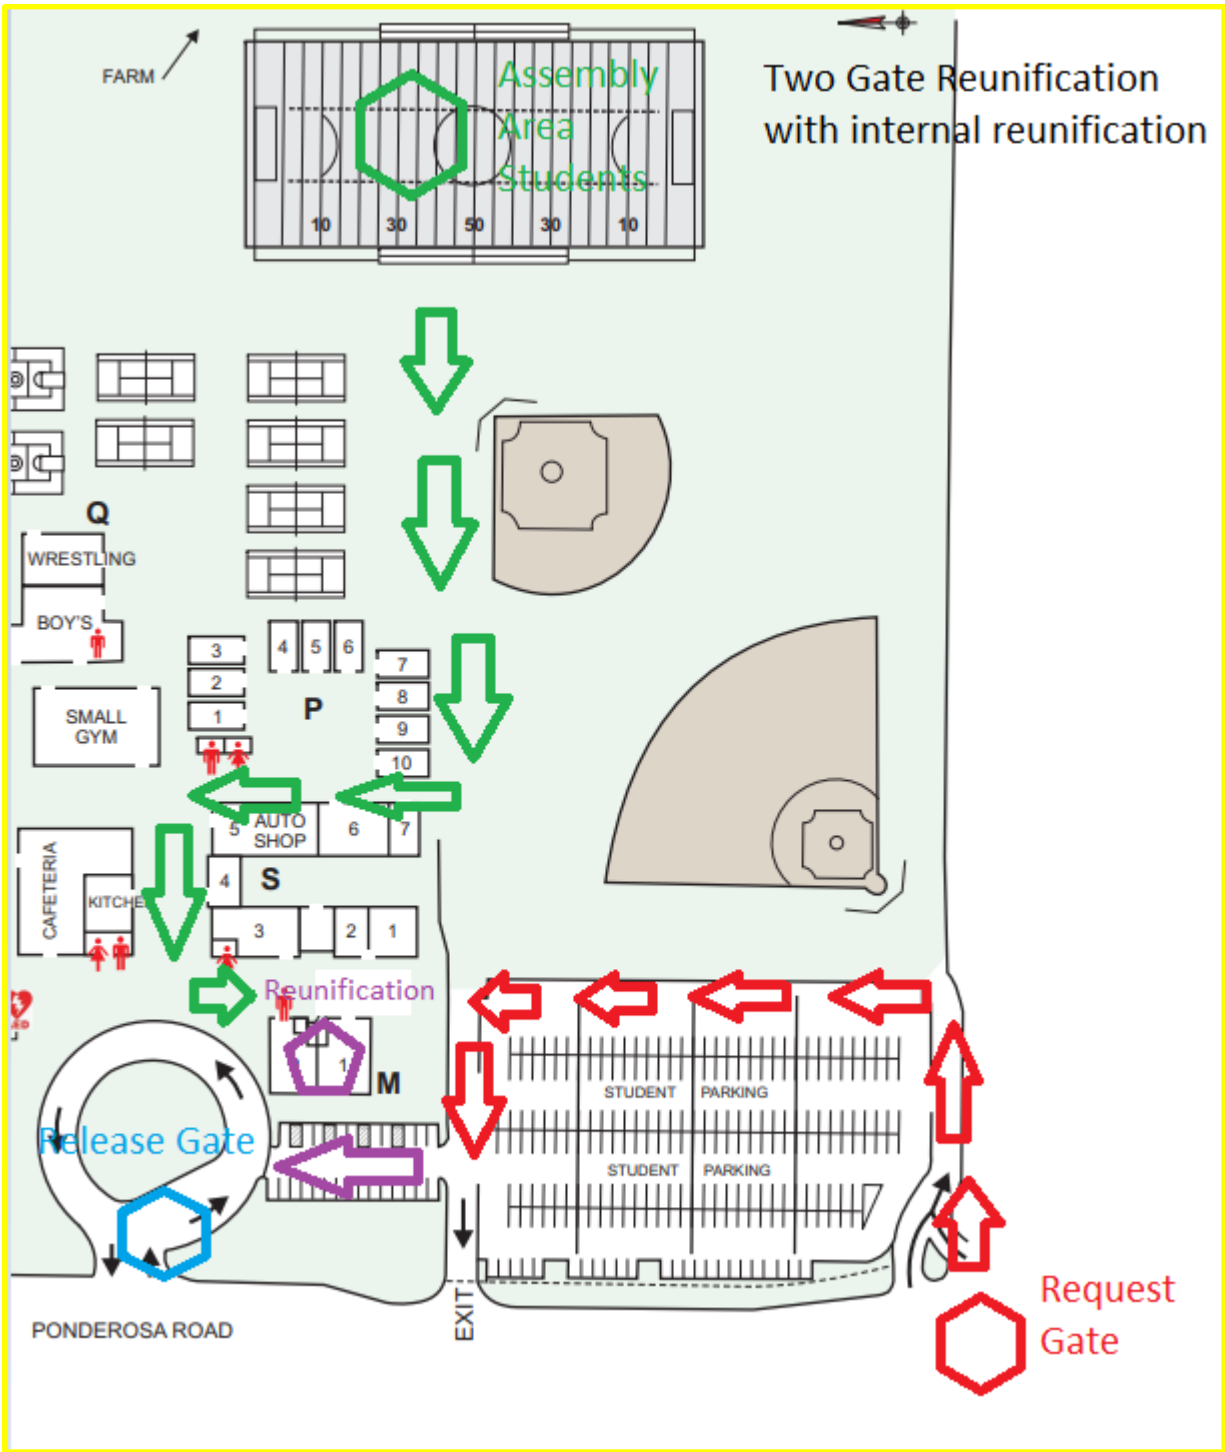 FARM
Assembly
Area
Students
Two Gate Reunification
with internal reunification
10 30 50 30 10
Q
WRESTLING
BOY'S
SMALL
GYM
3
2
1
4 5 6
P
7
8
9
10
5 AUTO
SHOP
6
7
CAFETERIA
4
S
3
2
1
Reunification
1
M
STUDENT PARKING
STUDENT PARKING
Release Gate
EXIT
PONDEROSA ROAD
Request
Gate